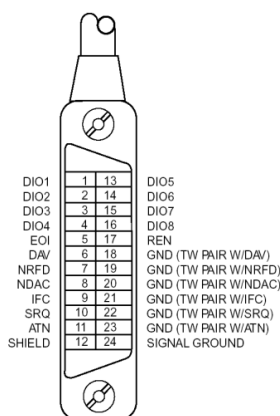 DIO1 1 13 DIO5
DIO2 2 14 DIO6
DIO3 3 15 DIO7
DIO4 4 16 DIO8
EOI 5 17 REN
DAV 6 18 GND (TW PAIR W/DAV)
NRFD 7 19 GND (TW PAIR W/NRFD)
NDAC 8 20 GND (TW PAIR W/NDAC)
IFC 9 21 GND (TW PAIR W/IFC)
SRQ 10 22 GND (TW PAIR W/SRQ)
ATN 11 23 GND (TW PAIR W/ATN)
SHIELD 12 24 SIGNAL GROUND